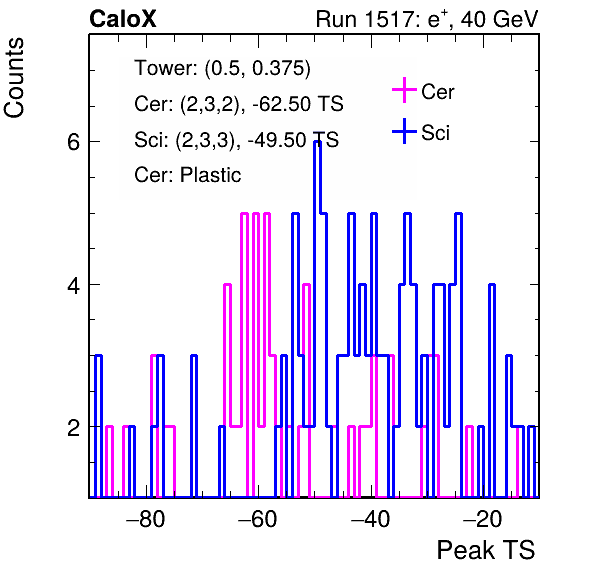 CaloX Run 1517: e⁺, 40 GeV
Counts
Tower: (0.5, 0.375)
Cer: (2,3,2), -62.50 TS
Sci: (2,3,3), -49.50 TS
Cer: Plastic
Cer
Sci
6
4
2
−80 −60 −40 −20
Peak TS